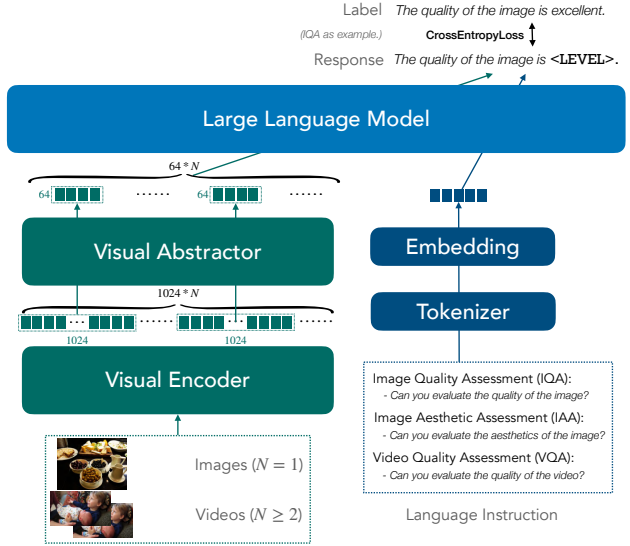 Label The quality of the image is excellent.
(IQA as example.) CrossEntropyLoss
Response The quality of the image is <LEVEL>.
Large Language Model
64 * N
64 ...... 64 ......
Visual Abstractor
Embedding
1024 * N
... ...... ... ......
1024 1024
Tokenizer
Visual Encoder
Image Quality Assessment (IQA):
- Can you evaluate the quality of the image?
Image Aesthetic Assessment (IAA):
- Can you evaluate the aesthetics of the image?
Video Quality Assessment (VQA):
- Can you evaluate the quality of the video?
Images (N = 1)
Videos (N ≥ 2)
Language Instruction